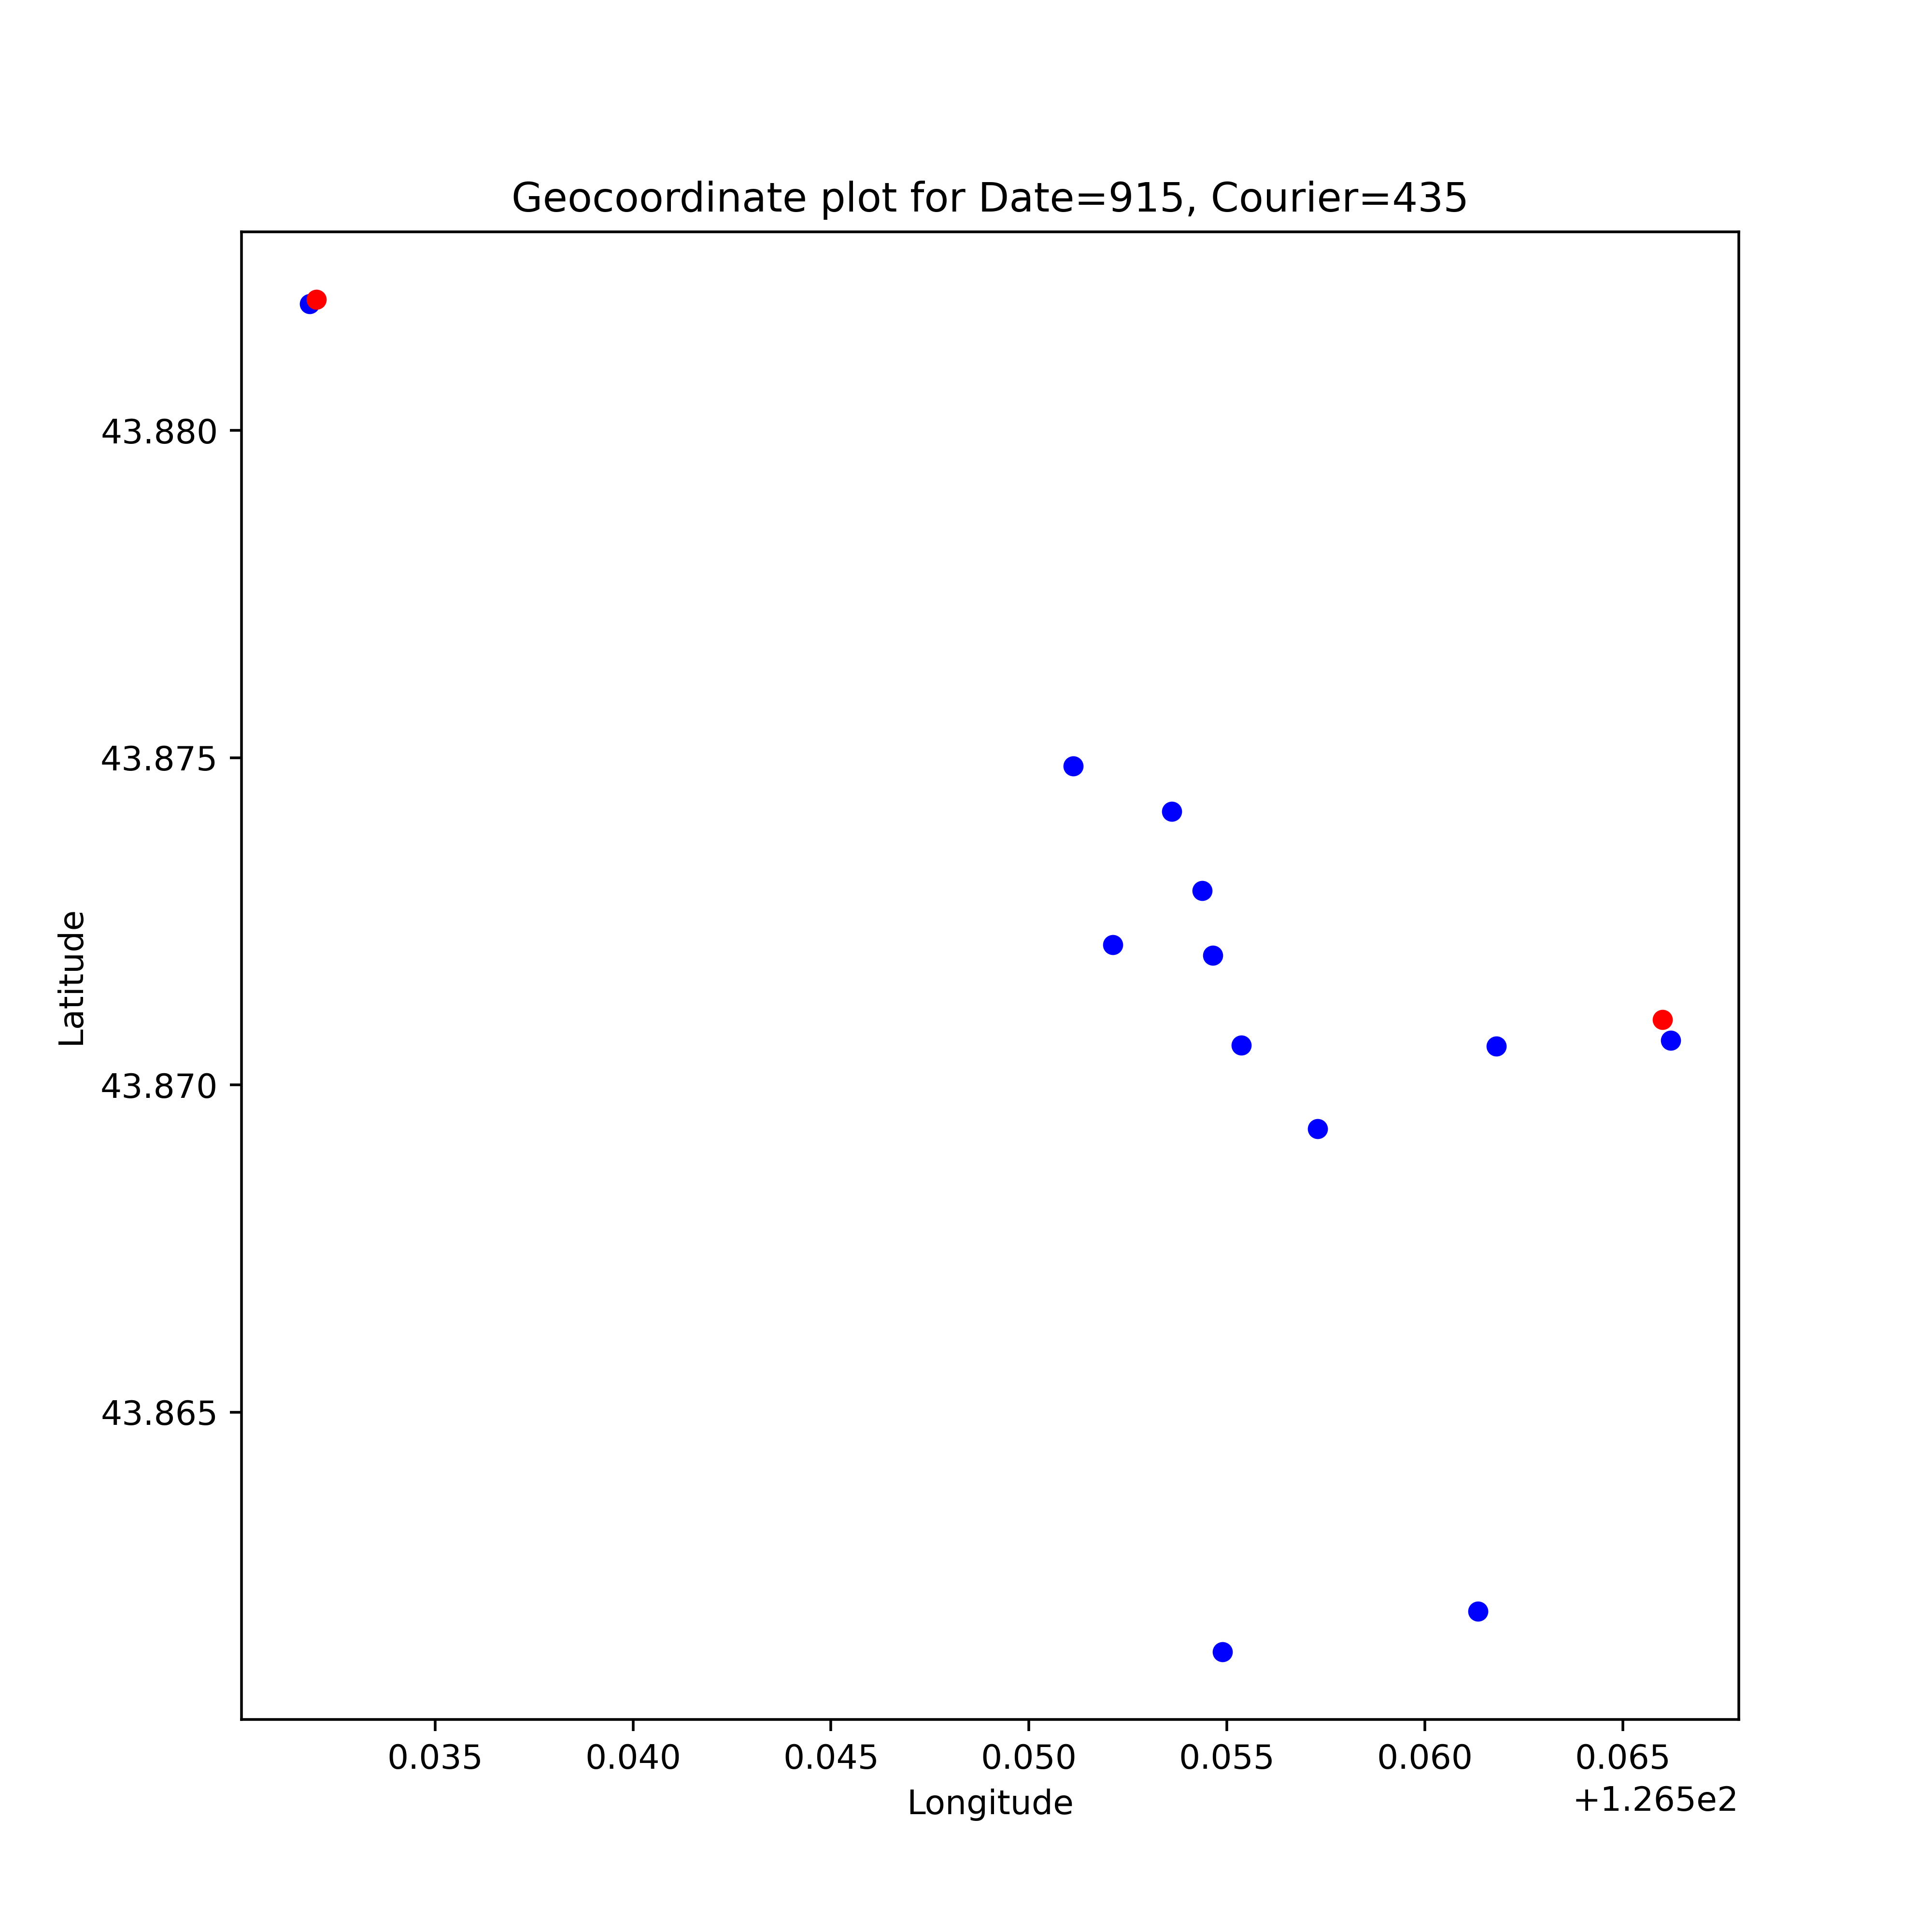 Geocoordinate plot for Date=915, Courier=435
43.880
43.875
43.870
43.865
Latitude
0.035 0.040 0.045 0.050 0.055 0.060 0.065
+1.265e2
Longitude